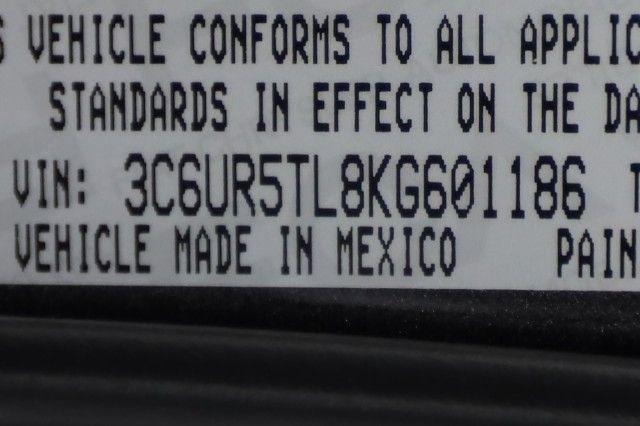 VEHICLE CONFORMS TO ALL APPLIC
STANDARDS IN EFFECT ON THE DA
VIN: 3C6UR5TL8KG601186 T
VEHICLE MADE IN MEXICO PAIN